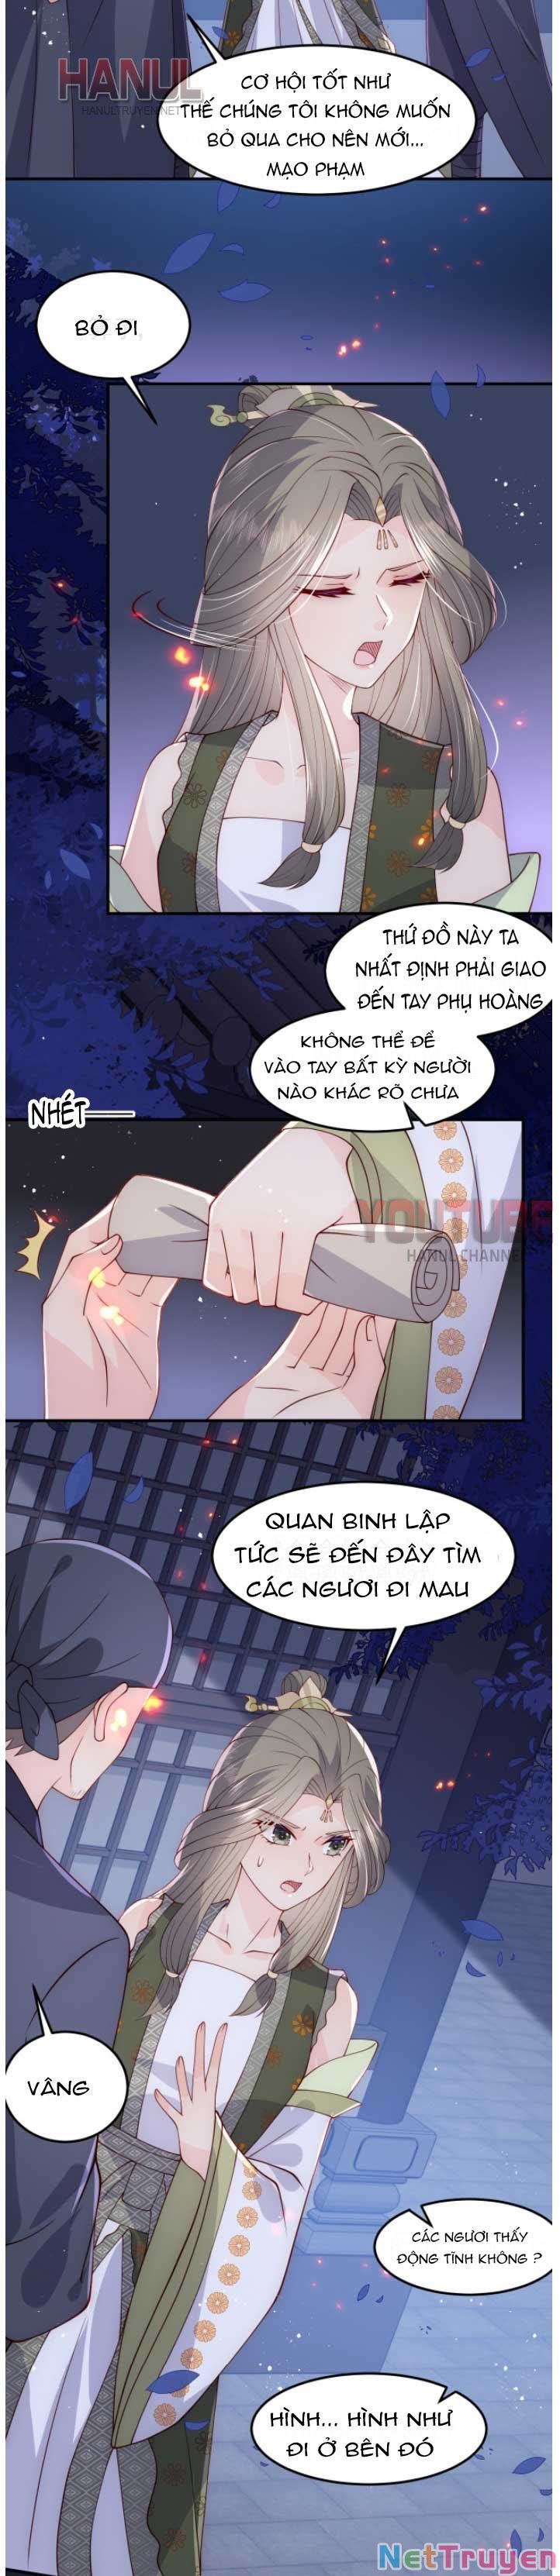 HANUL
HANULTRUYEN.NET
CƠ HỘI TỐT NHƯ
THẾ CHÚNG TÔI KHÔNG MUỐN
BỎ QUA CHO NÊN MỚI...
MẠO PHẠM
BỎ ĐI
THỨ ĐỒ NÀY TA
NHẤT ĐỊNH PHẢI GIAO
ĐẾN TAY PHỤ HOÀNG
KHÔNG THỂ ĐỂ
VÀO TAY BẤT KỲ NGƯỜI
NÀO KHÁC RÕ CHƯA
NHÉT
YOUTUBE
HANUL CHANNEL
QUAN BINH LẬP
TỨC SẼ ĐẾN ĐÂY TÌM
CÁC NGƯƠI ĐI MAU
VÂNG
CÁC NGƯƠI THẤY
ĐỘNG TĨNH KHÔNG ?
HÌNH... HÌNH NHƯ
ĐI Ở BÊN ĐÓ
NetTruyen